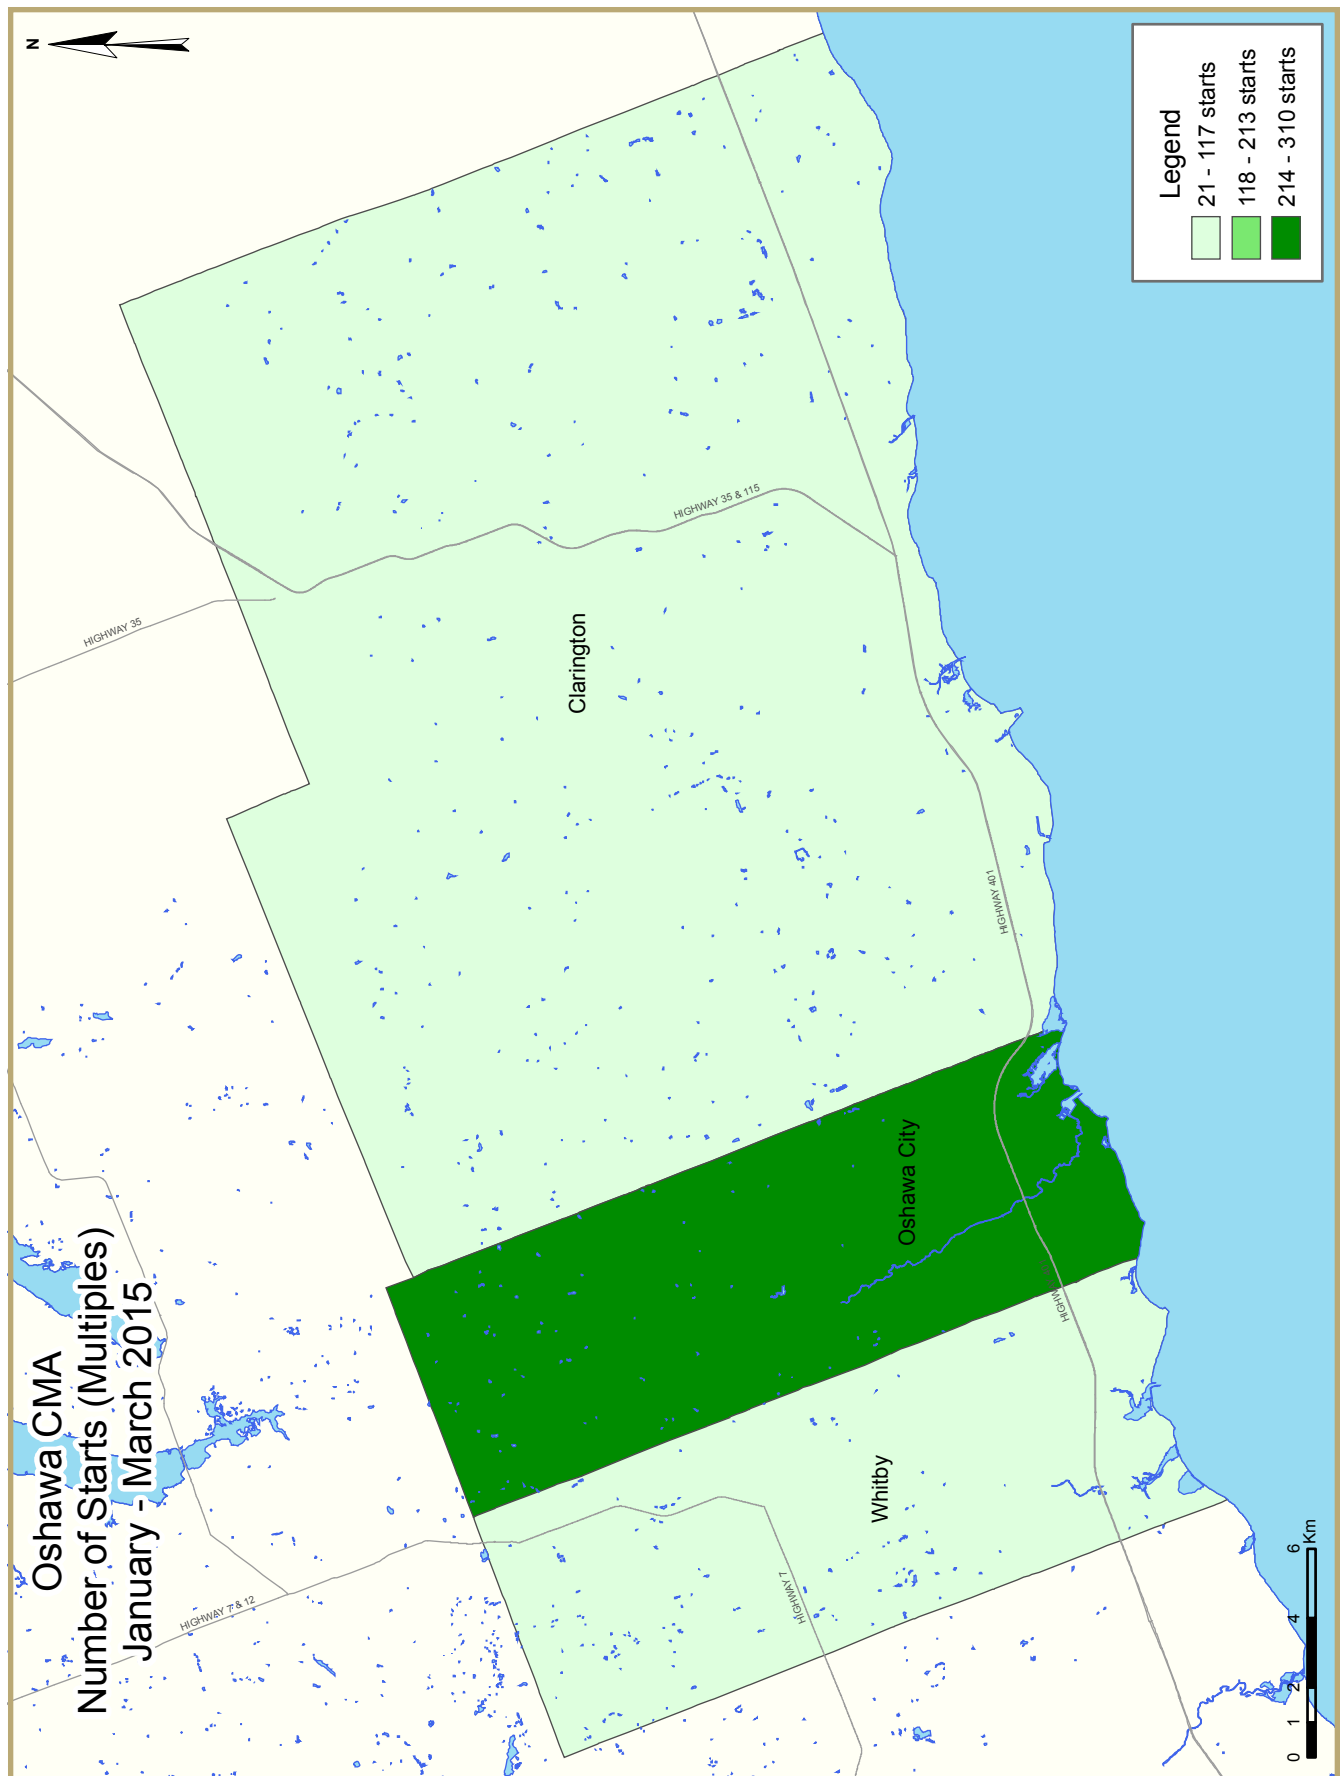 Oshawa CMA
Number of Starts (Multiples)
January - March 2015
N
HIGHWAY 35
HIGHWAY 35 & 115
Clarington
HIGHWAY 401
Oshawa City
Whitby
HIGHWAY 7
HIGHWAY 7 & 12
Legend
21 - 117 starts
118 - 213 starts
214 - 310 starts
0 1 2 4 6
Km